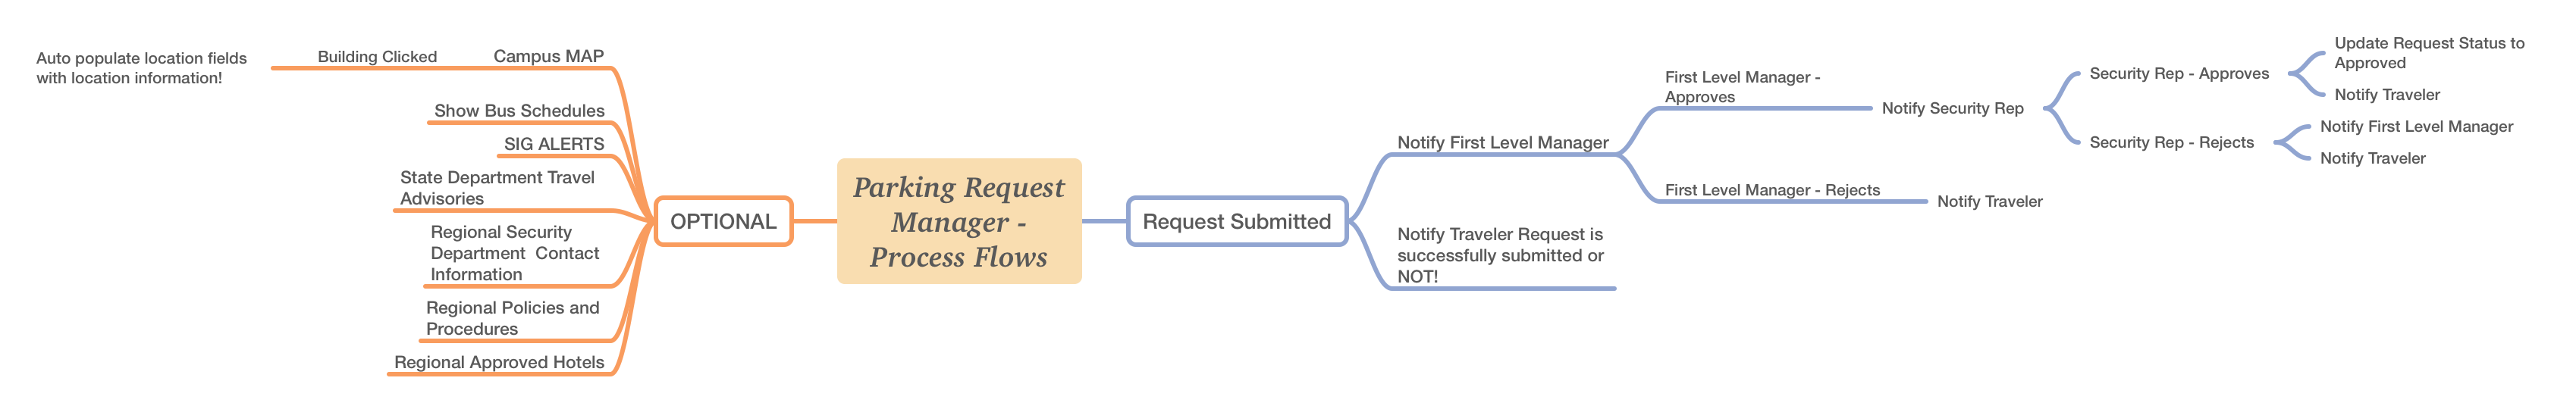 Auto populate location fields
with location information!
Building Clicked
Campus MAP
Show Bus Schedules
SIG ALERTS
State Department Travel
Advisories
Regional Security
Department  Contact
Information
Regional Policies and
Procedures
Regional Approved Hotels
OPTIONAL
Parking Request
Manager -
Process Flows
Request Submitted
Notify First Level Manager
First Level Manager -
Approves
Notify Security Rep
Security Rep - Approves
Update Request Status to
Approved
Notify Traveler
Security Rep - Rejects
Notify First Level Manager
Notify Traveler
First Level Manager - Rejects
Notify Traveler
Notify Traveler Request is
successfully submitted or
NOT!